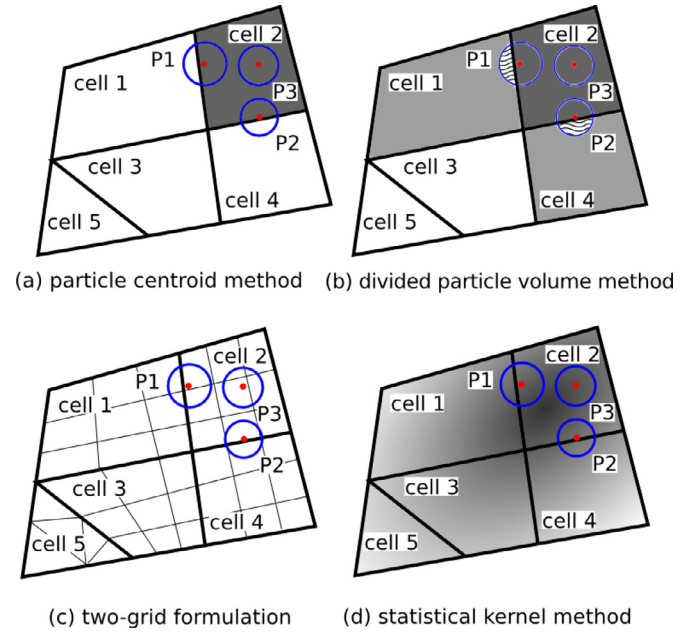 cell 2
P1
cell 1
P3
P2
cell 3
cell 4
cell 5
(a) particle centroid method
cell 2
P1
cell 1
P3
P2
cell 3
cell 4
cell 5
(b) divided particle volume method
cell 2
P1
cell 1
P3
P2
cell 3
cell 4
cell 5
(c) two-grid formulation
cell 2
P1
cell 1
P3
P2
cell 3
cell 4
cell 5
(d) statistical kernel method